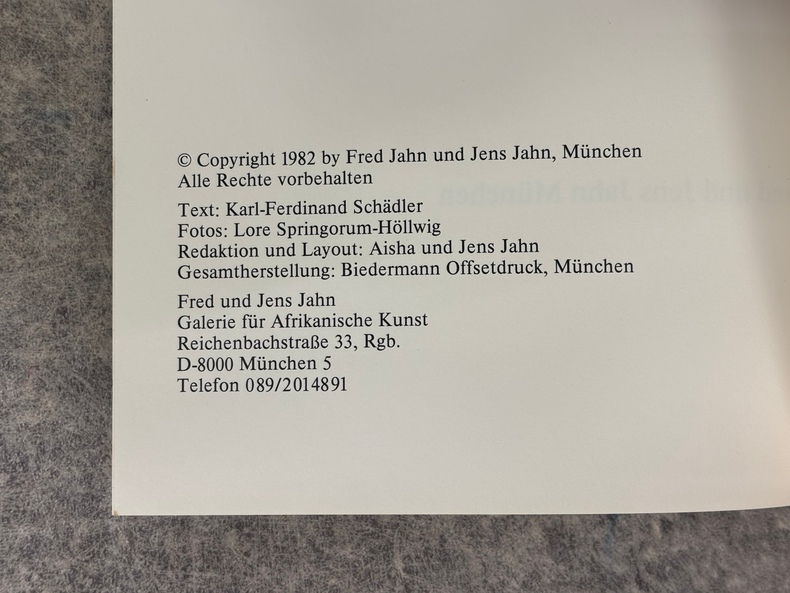 © Copyright 1982 by Fred Jahn und Jens Jahn, München
Alle Rechte vorbehalten
Text: Karl-Ferdinand Schädler
Fotos: Lore Springorum-Höllwig
Redaktion und Layout: Aisha und Jens Jahn
Gesamtherstellung: Biedermann Offsetdruck, München
Fred und Jens Jahn
Galerie für Afrikanische Kunst
Reichenbachstraße 33, Rgb.
D-8000 München 5
Telefon 089/2014891